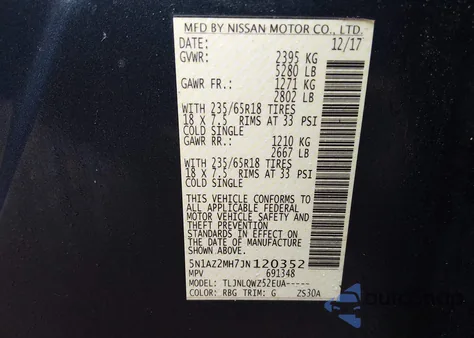 MFD BY NISSAN MOTOR CO., LTD.
DATE: 12/17
GVWR: 2395 KG
5280 LB
GAWR FR.: 1271 KG
2802 LB
WITH 235/65R18 TIRES
18 X 7.5 RIMS AT 33 PSI
COLD SINGLE
GAWR RR.: 1210 KG
2667 LB
WITH 235/65R18 TIRES
18 X 7.5 RIMS AT 33 PSI
COLD SINGLE
THIS VEHICLE CONFORMS TO
ALL APPLICABLE FEDERAL
MOTOR VEHICLE SAFETY AND
THEFT PREVENTION
STANDARDS IN EFFECT ON
THE DATE OF MANUFACTURE
SHOWN ABOVE.
5N1AZ2MH7JN120352
MPV 691348
MODEL: TLJNLQWZ52EUA-----
COLOR: RBG TRIM: G ZS30A